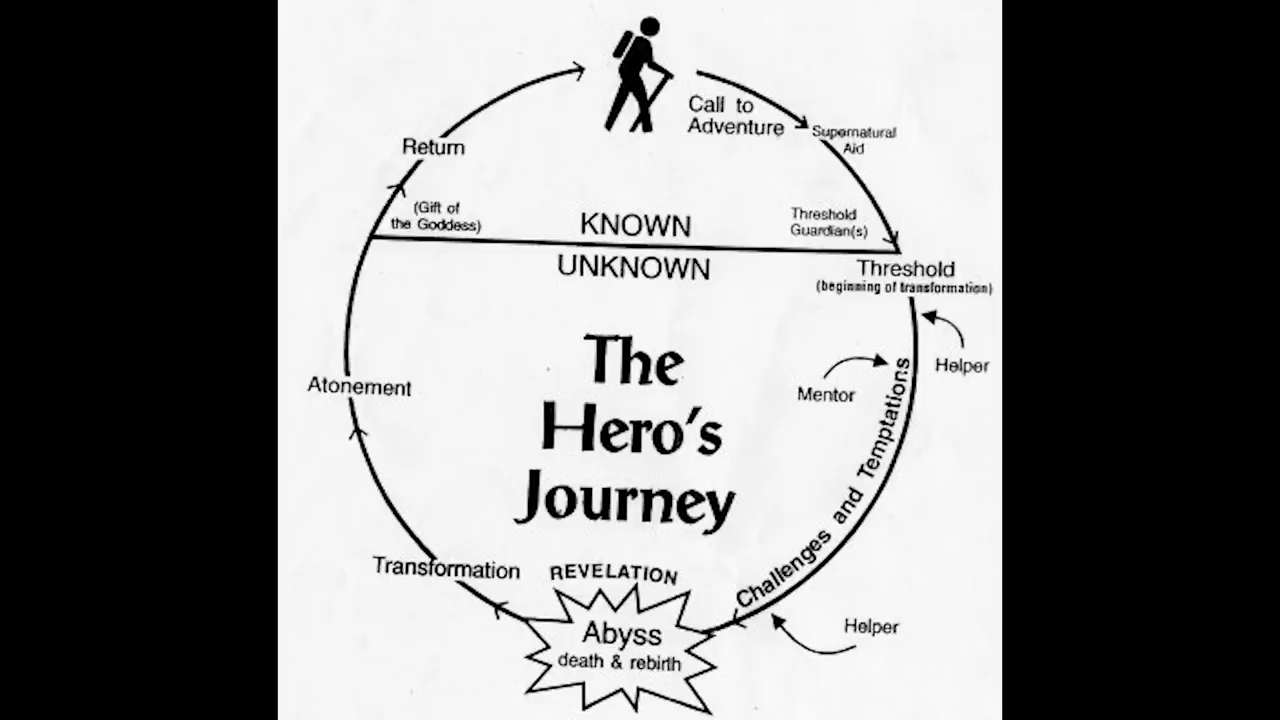 Call to
Adventure
Supernatural
Aid
Return
(Gift of
the Goddess)
KNOWN
Threshold
Guardian(s)
UNKNOWN
Threshold
(beginning of transformation)
Helper
Mentor
The
Hero's
Journey
Atonement
Challenges and Temptations
Transformation
REVELATION
Abyss
death & rebirth
Helper